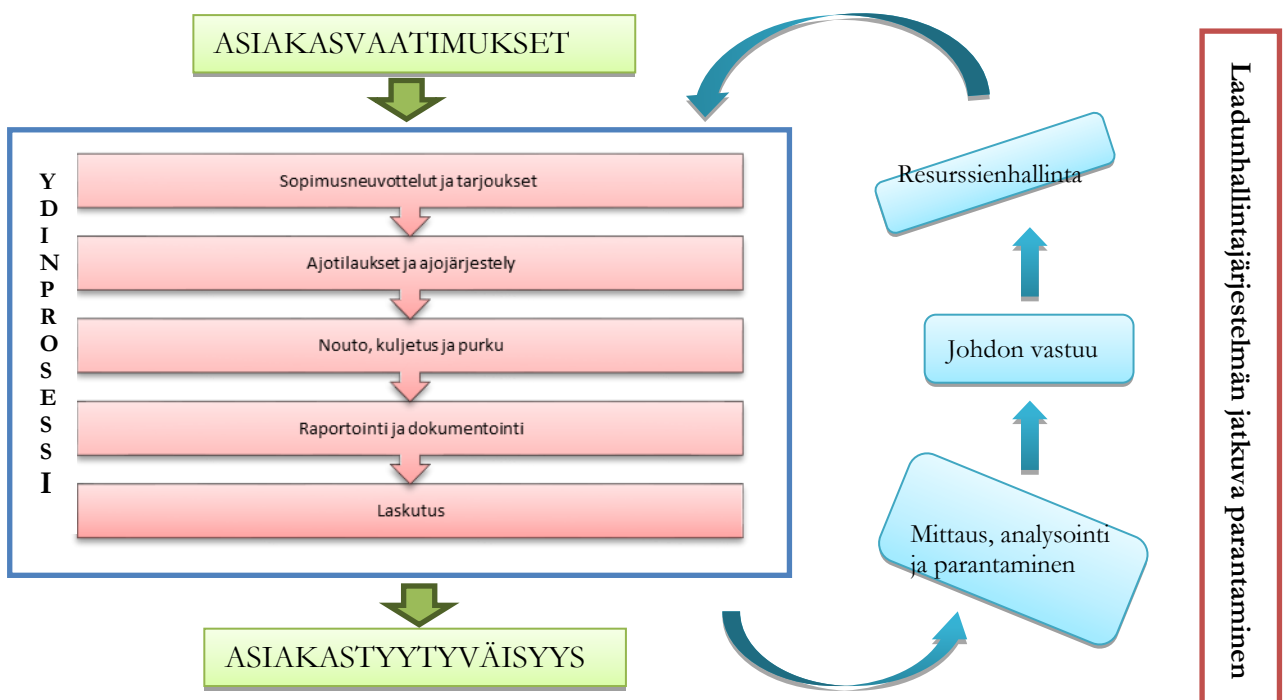 ASIAKASVAATIMUKSET
YDINPROSESSI
Sopimusneuvottelut ja tarjoukset
Ajotilaukset ja ajojärjestely
Nouto, kuljetus ja purku
Raportointi ja dokumentointi
Laskutus
ASIAKASTYYTYVÄISYYS
Resurssienhallinta
Johdon vastuu
Mittaus, analysointi
ja parantaminen
Laadunhallintajärjestelmän jatkuva parantaminen